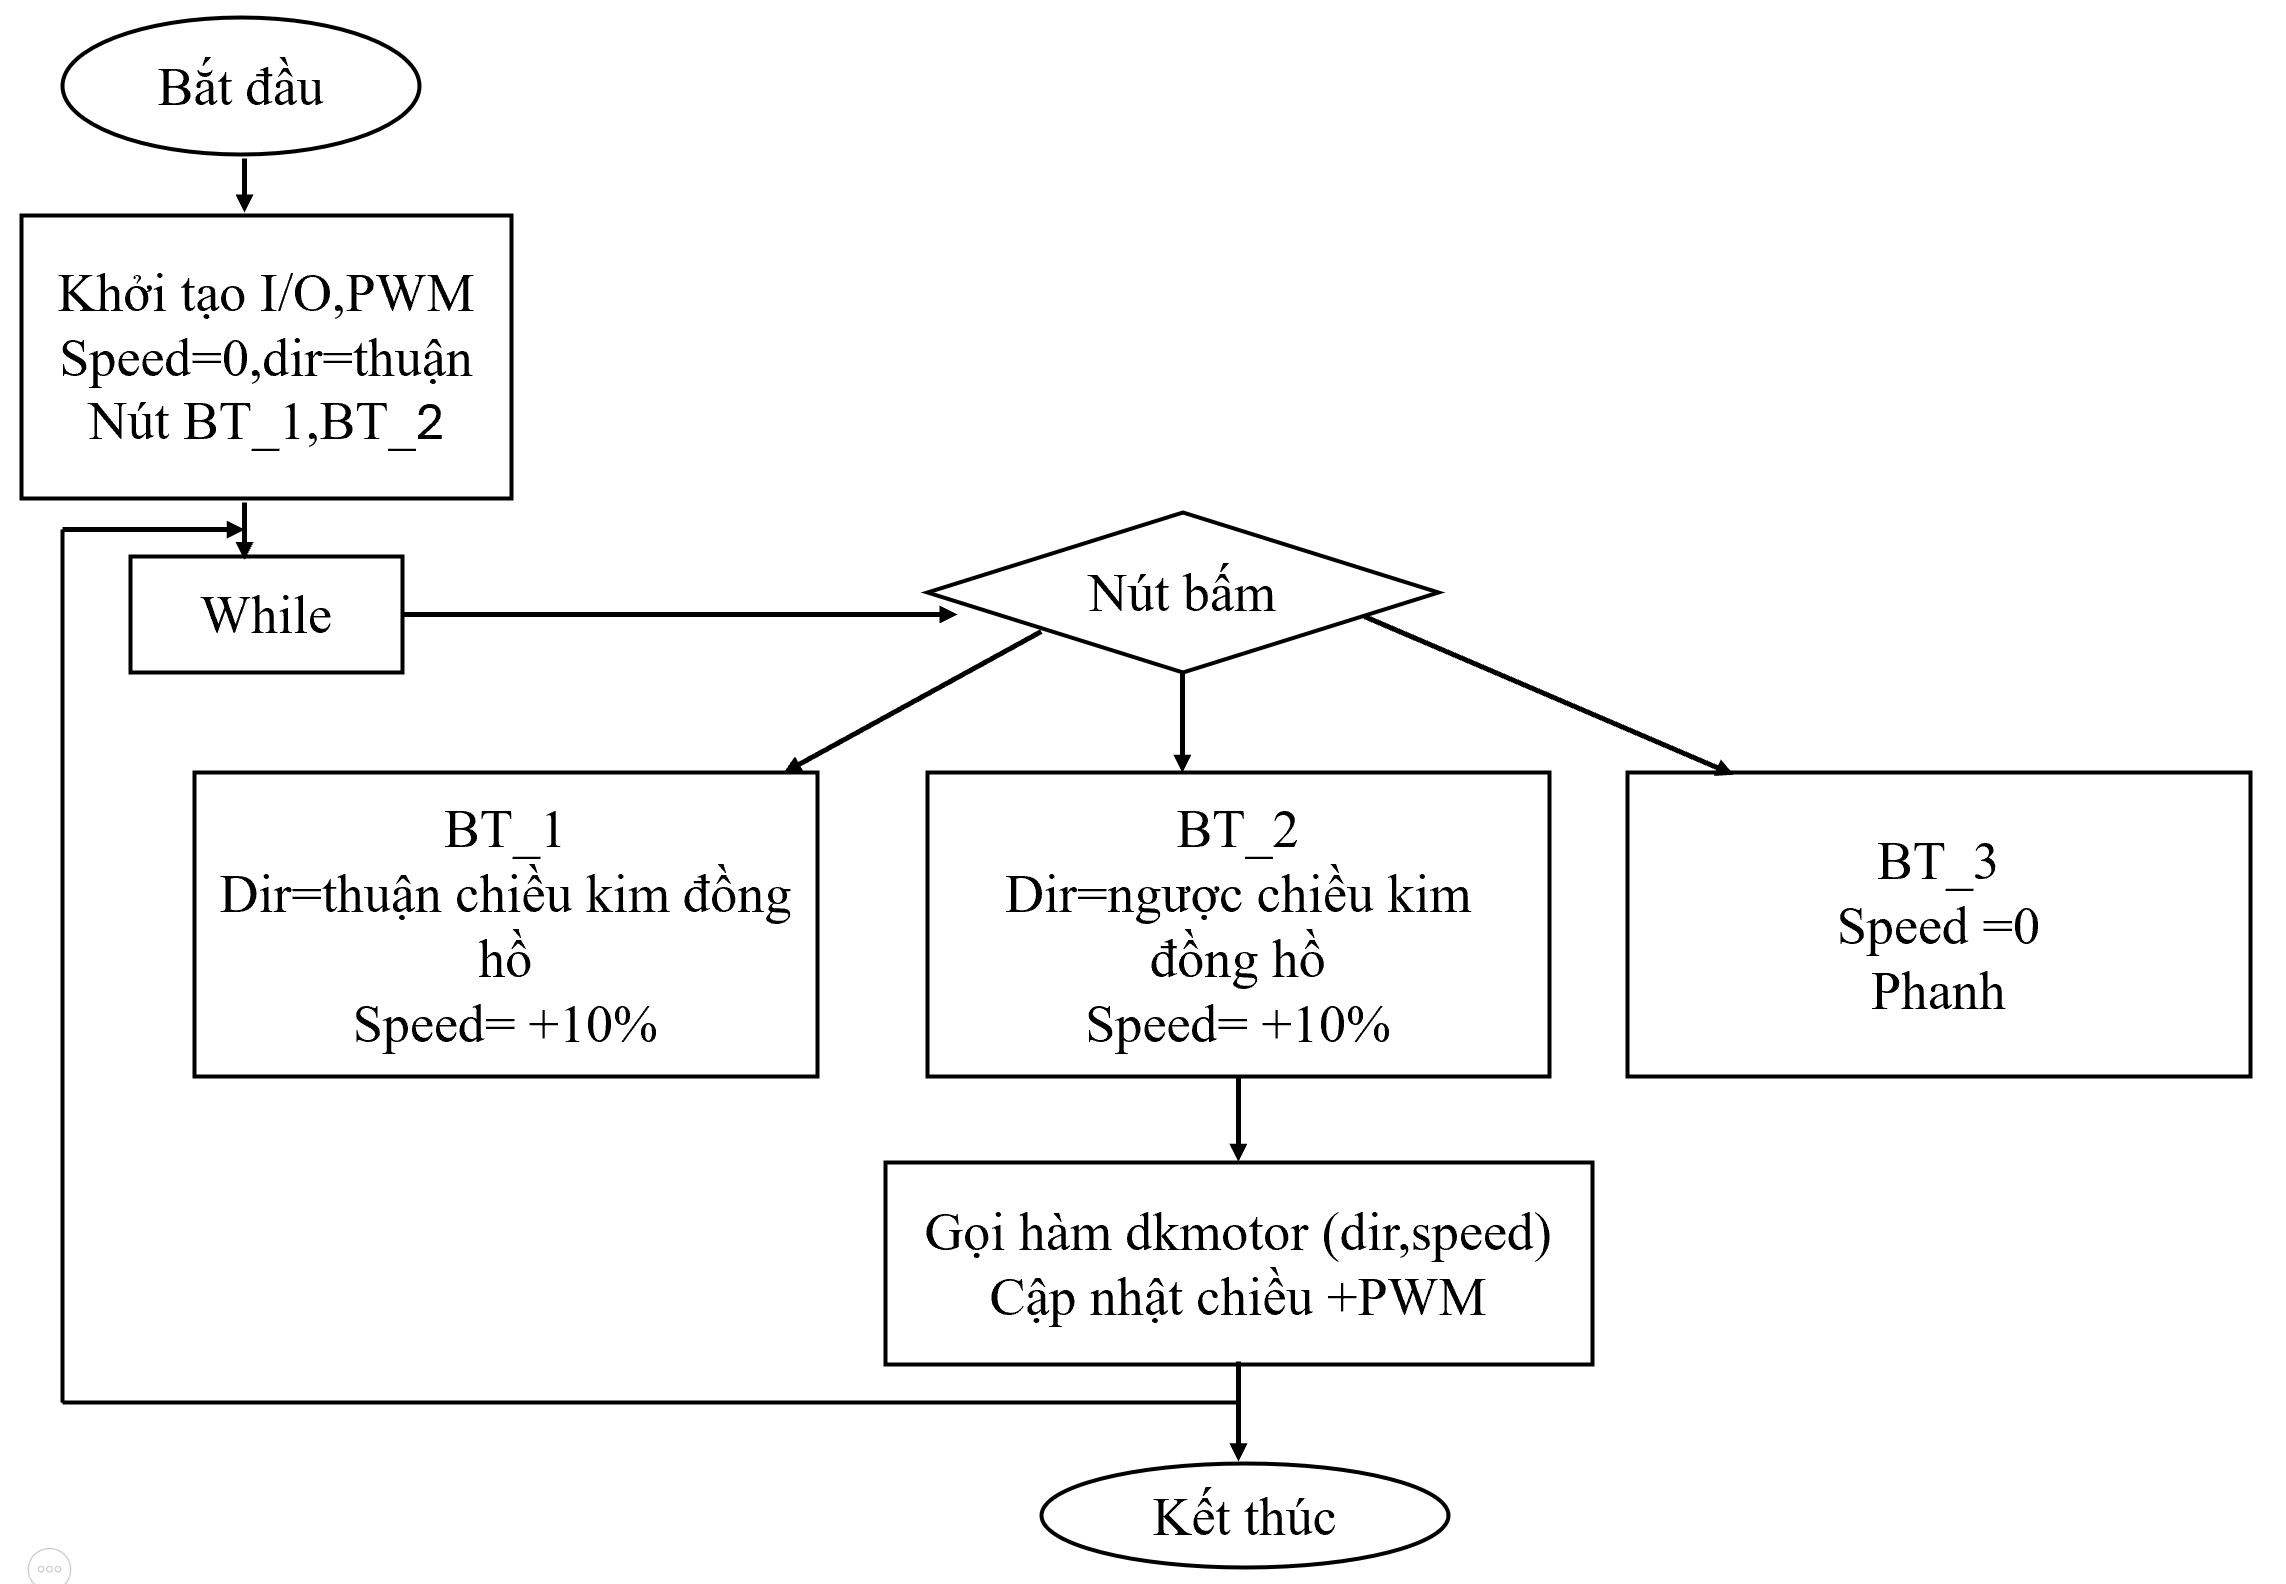 Bắt đầu
Khởi tạo I/O,PWM
Speed=0,dir=thuận
Nút BT_1,BT_2
While
Nút bấm
BT_1
Dir=thuận chiều kim đồng
hồ
Speed= +10%
BT_2
Dir=ngược chiều kim
đồng hồ
Speed= +10%
BT_3
Speed =0
Phanh
Gọi hàm dkmotor (dir,speed)
Cập nhật chiều +PWM
Kết thúc